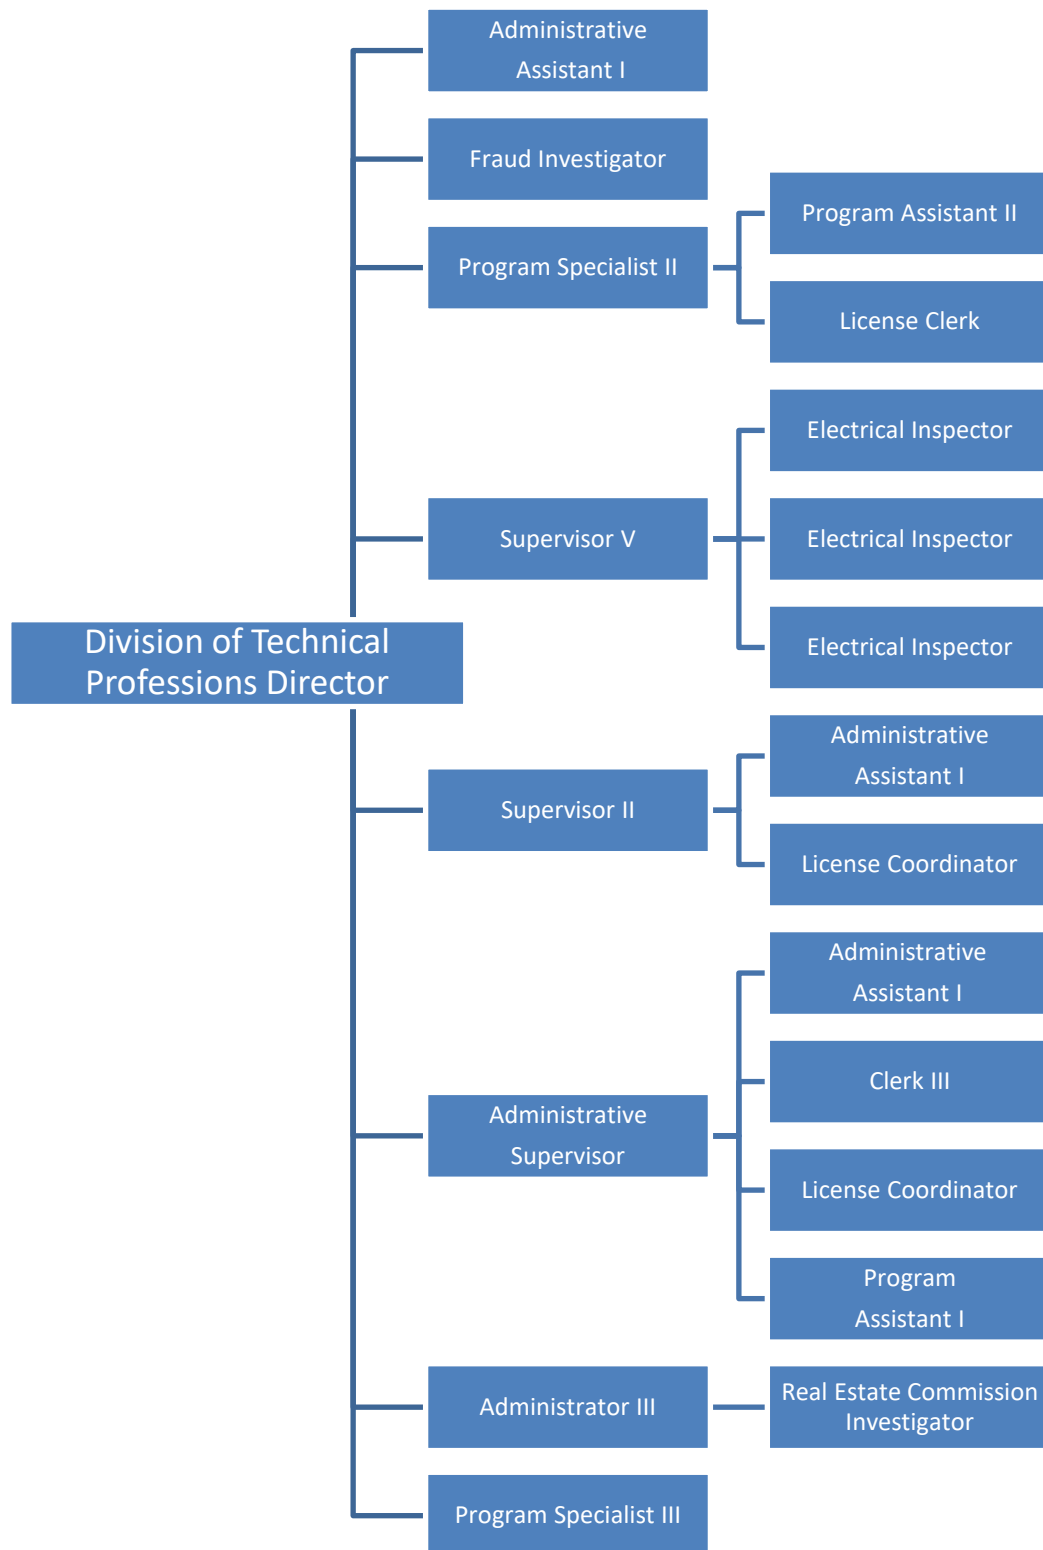 Administrative
Assistant I
Fraud Investigator
Program Assistant II
Program Specialist II
License Clerk
Electrical Inspector
Supervisor V
Electrical Inspector
Electrical Inspector
Division of Technical
Professions Director
Administrative
Assistant I
Supervisor II
License Coordinator
Administrative
Assistant I
Clerk III
Administrative
Supervisor
License Coordinator
Program
Assistant I
Administrator III
Real Estate Commission
Investigator
Program Specialist III